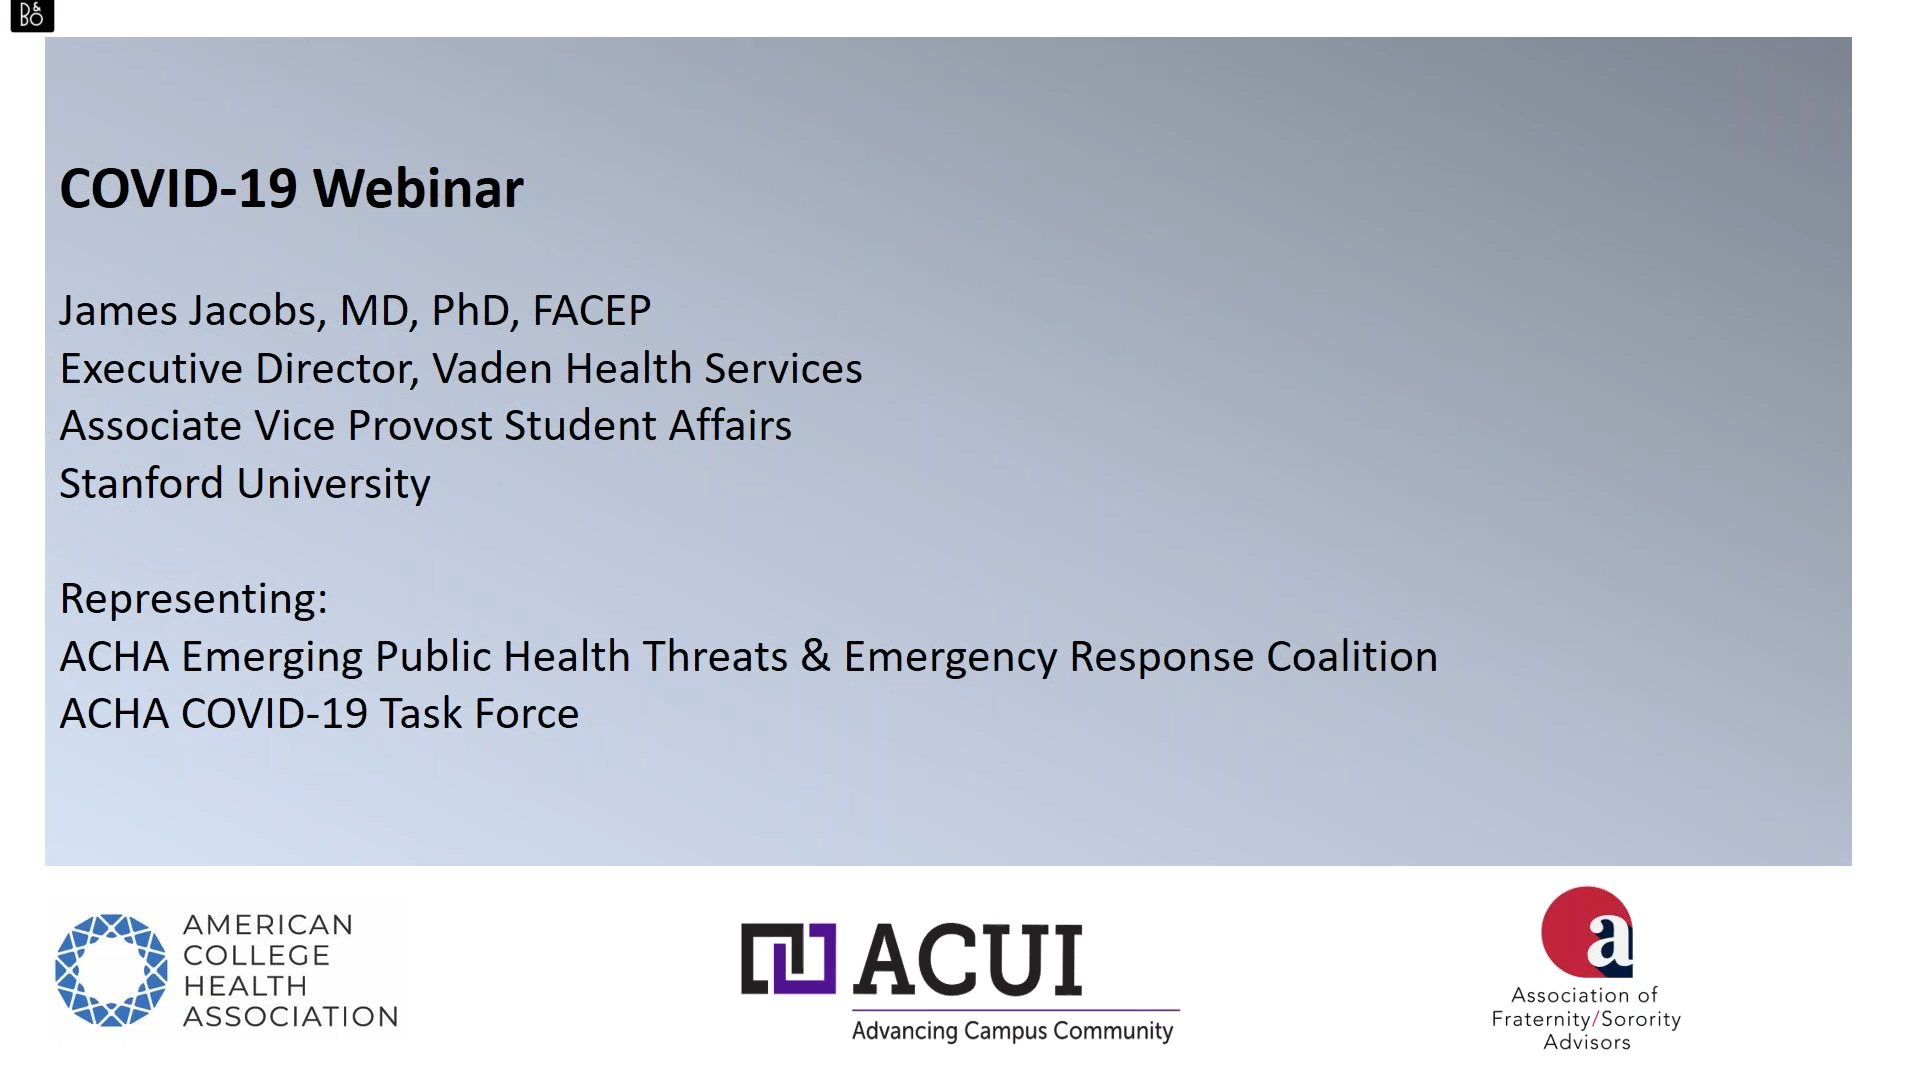 B&O
COVID-19 Webinar
James Jacobs, MD, PhD, FACEP
Executive Director, Vaden Health Services
Associate Vice Provost Student Affairs
Stanford University
Representing:
ACHA Emerging Public Health Threats & Emergency Response Coalition
ACHA COVID-19 Task Force
AMERICAN
COLLEGE
HEALTH
ASSOCIATION
ACUI
Advancing Campus Community
a
Association of
Fraternity/Sorority
Advisors